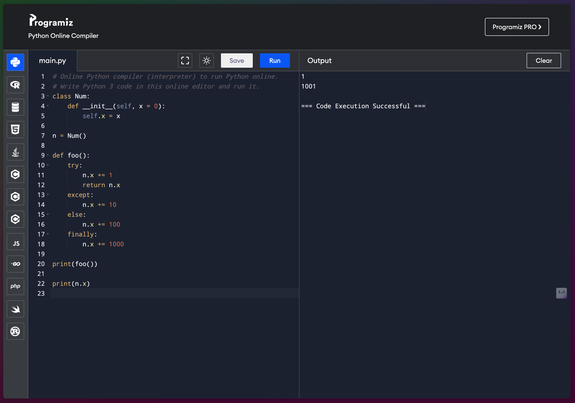 Programiz
Python Online Compiler
Programiz PRO
main.py
Save
Run
Output
Clear
1 # Online Python compiler (interpreter) to run Python online.
2 # Write Python 3 code in this online editor and run it.
3 class Num:
4     def __init__(self, x = 0):
5         self.x = x
6
7 n = Num()
8
9 def foo():
10     try:
11         n.x += 1
12         return n.x
13     except:
14         n.x += 10
15     else:
16         n.x += 100
17     finally:
18         n.x += 1000
19
20 print(foo())
21
22 print(n.x)
23
1
1001
=== Code Execution Successful ===
JS
GO
php